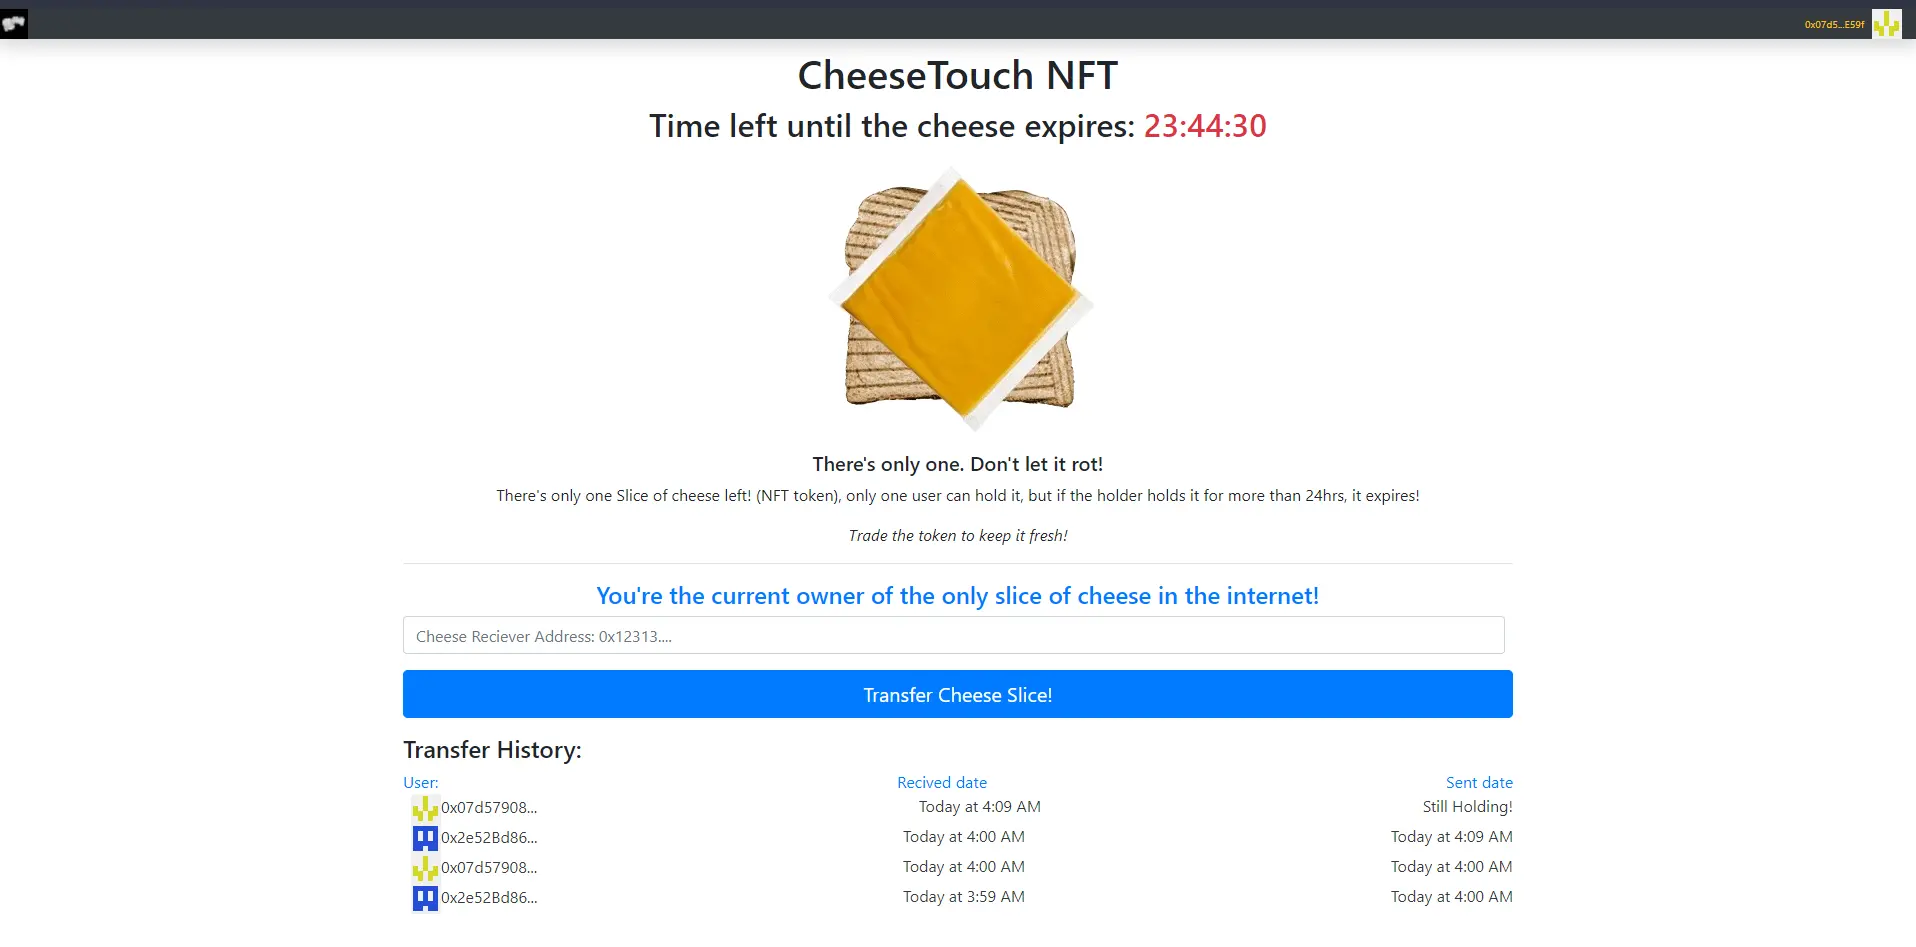 0x07d5...E59f
CheeseTouch NFT
Time left until the cheese expires: 23:44:30
There's only one. Don't let it rot!
There's only one Slice of cheese left! (NFT token), only one user can hold it, but if the holder holds it for more than 24hrs, it expires!
Trade the token to keep it fresh!
You're the current owner of the only slice of cheese in the internet!
Cheese Reciever Address: 0x12313....
Transfer Cheese Slice!
Transfer History:
User: Recived date Sent date
0x07d57908... Today at 4:09 AM Still Holding!
0x2e52Bd86... Today at 4:00 AM Today at 4:09 AM
0x07d57908... Today at 4:00 AM Today at 4:00 AM
0x2e52Bd86... Today at 3:59 AM Today at 4:00 AM